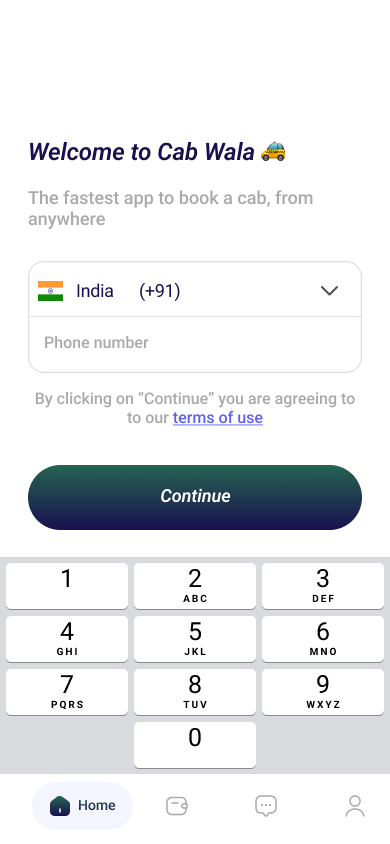 Welcome to Cab Wala 🚕
The fastest app to book a cab, from
anywhere
India (+91)
Phone number
By clicking on “Continue” you are agreeing to
to our terms of use
Continue
1 2 3
ABC DEF
4 5 6
GHI JKL MNO
7 8 9
PQRS TUV WXYZ
0
Home